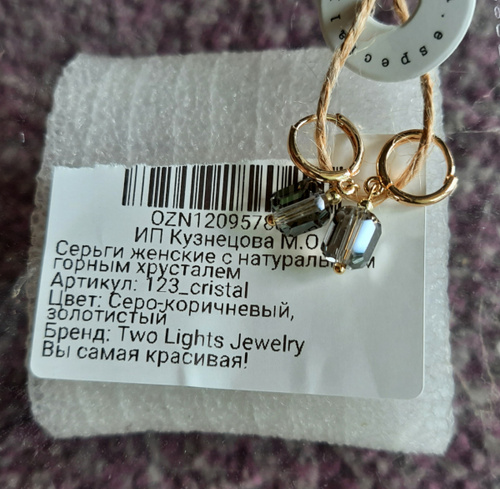 especi
OZN1209578
ИП Кузнецова М.О.
Серьги женские с
горным хрусталем
Артикул: 123_cristal
Цвет: Серо-коричневый,
золотистый
Бренд: Two Lights Jewelry
Вы самая красивая!